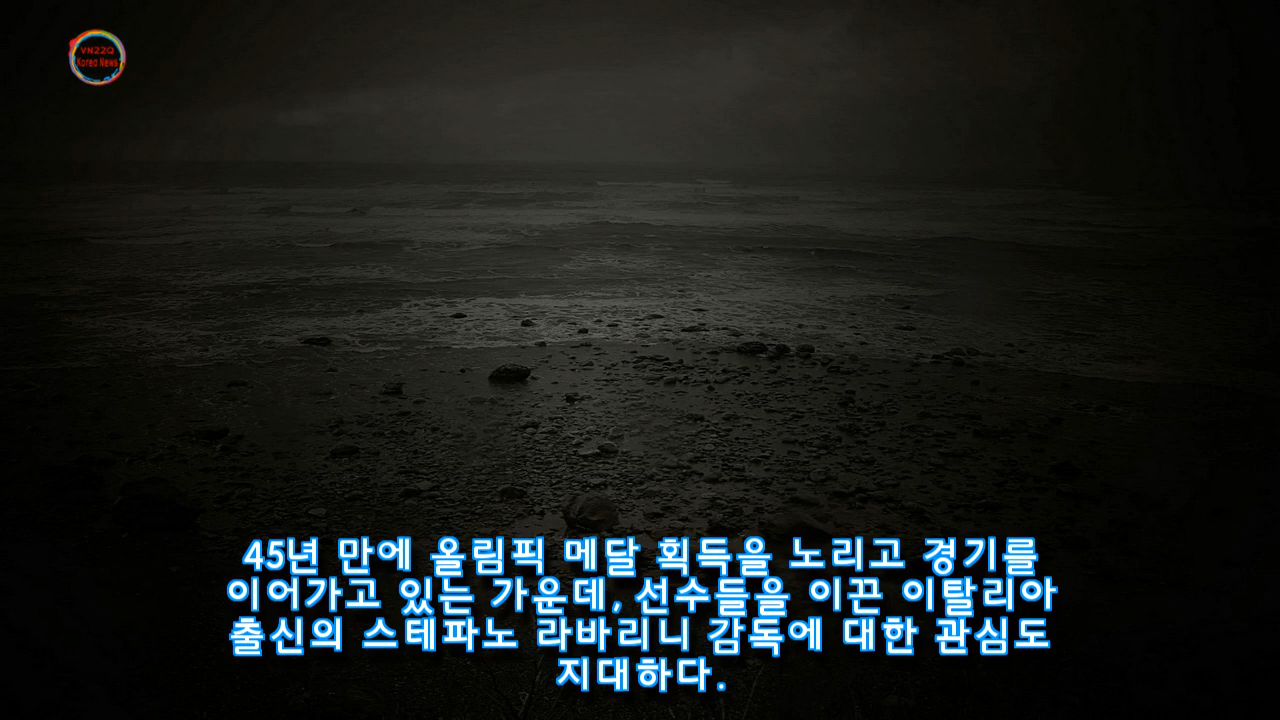 VN22Q
Korea News
45년 만에 올림픽 메달 획득을 노리고 경기를
이어가고 있는 가운데, 선수들을 이끈 이탈리아
출신의 스테파노 라바리니 감독에 대한 관심도
지대하다.